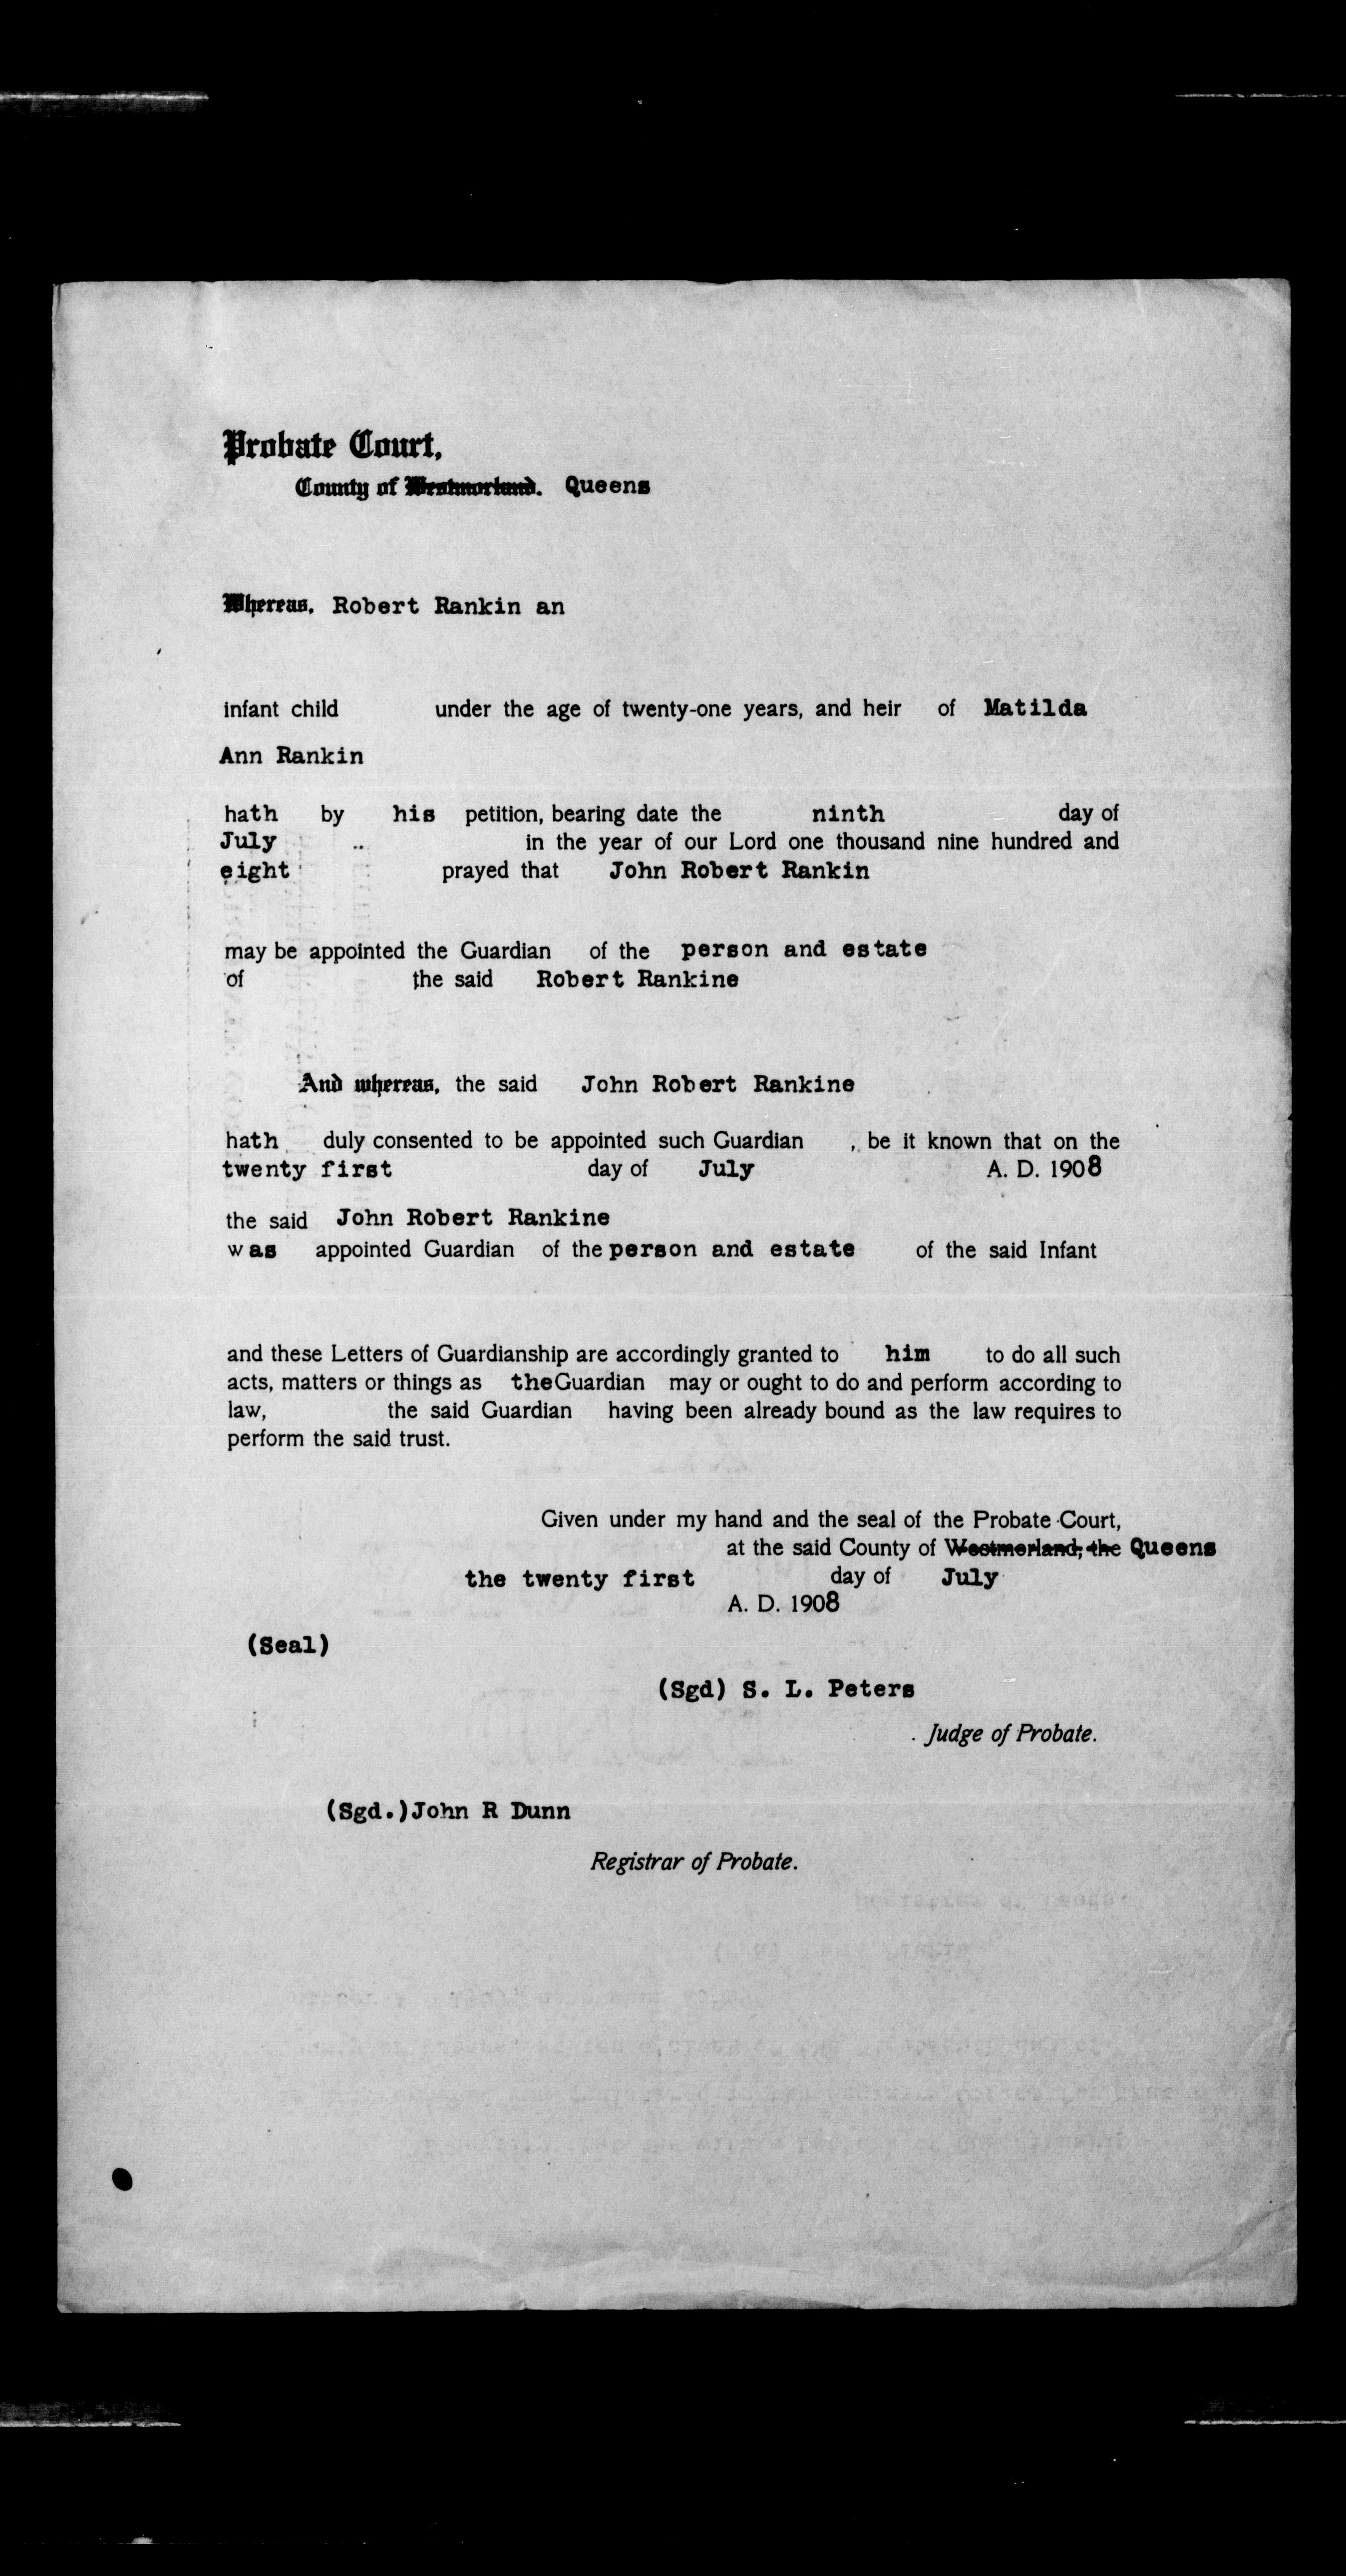 Probate Court,
County of Westmorland. Queens
Whereas, Robert Rankin an
infant child under the age of twenty-one years, and heir of Matilda
Ann Rankin
hath by his petition, bearing date the ninth day of
July in the year of our Lord one thousand nine hundred and
eight prayed that John Robert Rankin
may be appointed the Guardian of the person and estate
of the said Robert Rankine
And whereas, the said John Robert Rankine
hath duly consented to be appointed such Guardian , be it known that on the
twenty first day of July A. D. 1908
the said John Robert Rankine
was appointed Guardian of the person and estate of the said Infant
and these Letters of Guardianship are accordingly granted to him to do all such
acts, matters or things as the Guardian may or ought to do and perform according to
law, the said Guardian having been already bound as the law requires to
perform the said trust.
Given under my hand and the seal of the Probate Court,
at the said County of Westmorland, the Queens
the twenty first day of July
A. D. 1908
(Seal)
(Sgd) S. L. Peters
Judge of Probate.
(Sgd.) John R Dunn
Registrar of Probate.